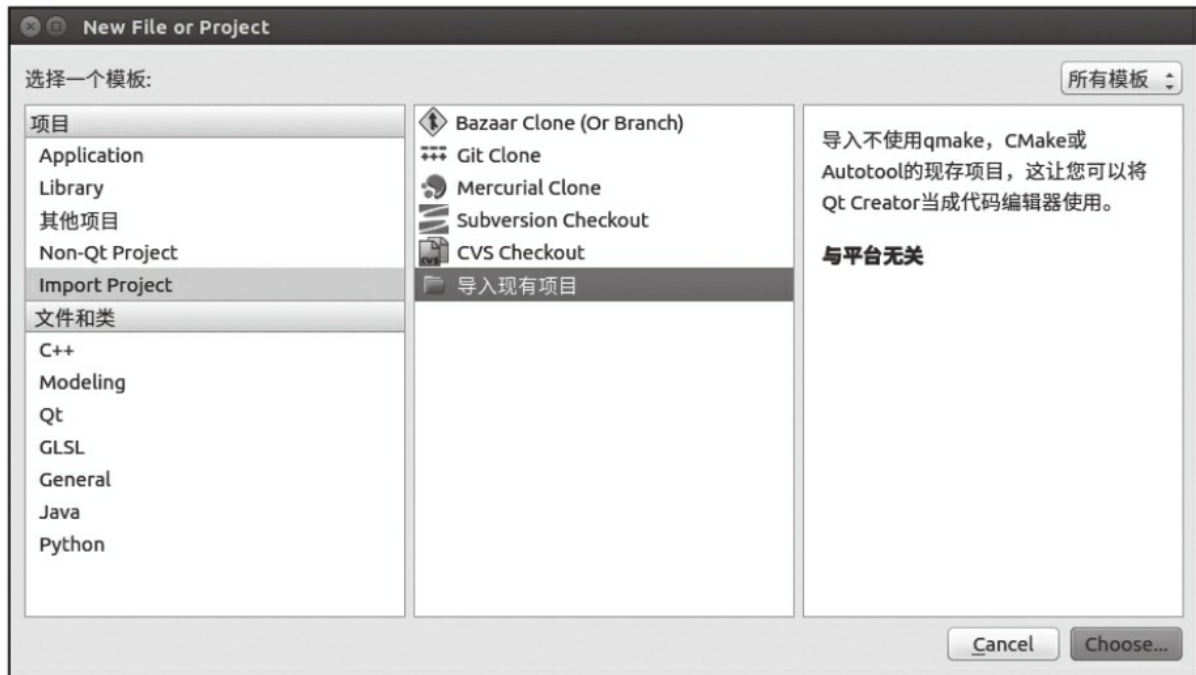 New File or Project
选择一个模板:
所有模板
项目
Application
Library
其他项目
Non-Qt Project
Import Project
文件和类
C++
Modeling
Qt
GLSL
General
Java
Python
Bazaar Clone (Or Branch)
Git Clone
Mercurial Clone
Subversion Checkout
CVS
CVS Checkout
导入现有项目
导入不使用qmake，CMake或
Autotool的现存项目，这让您可以将
Qt Creator当成代码编辑器使用。
与平台无关
Cancel
Choose...